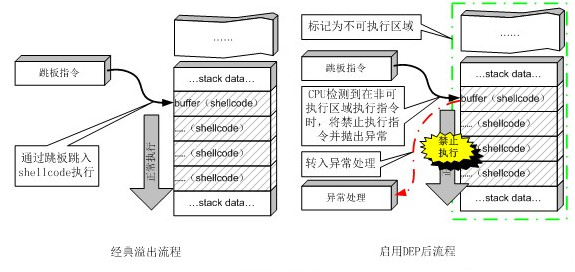 ……
跳板指令
…stack data…
buffer（shellcode）
……（shellcode）
……（shellcode）
……（shellcode）
……（shellcode）
…stack data…
通过跳板跳入
shellcode执行
正常执行
经典溢出流程
标记为不可执行区域
……
跳板指令
…stack data…
CPU检测到在非可
执行区域执行指令
时，将禁止执行指
令并抛出异常
buffer（shellcode）
……（shellcode）
……（shellcode）
……（shellcode）
……（shellcode）
…stack data…
禁止
执行
转入异常处理
异常处理
启用DEP后流程